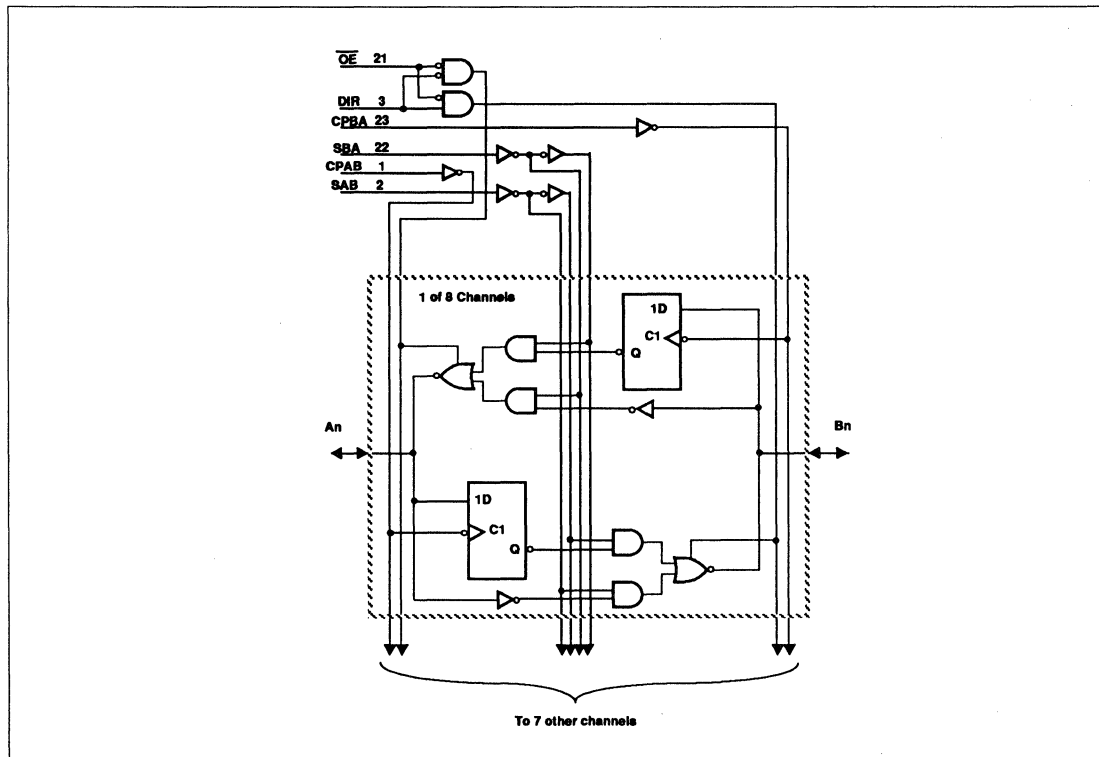 O̅E̅ 21
DIR 3
CPBA 23
SBA 22
CPAB 1
SAB 2
1 of 8 Channels
1D
C1
Q
An
Bn
1D
C1
Q
To 7 other channels